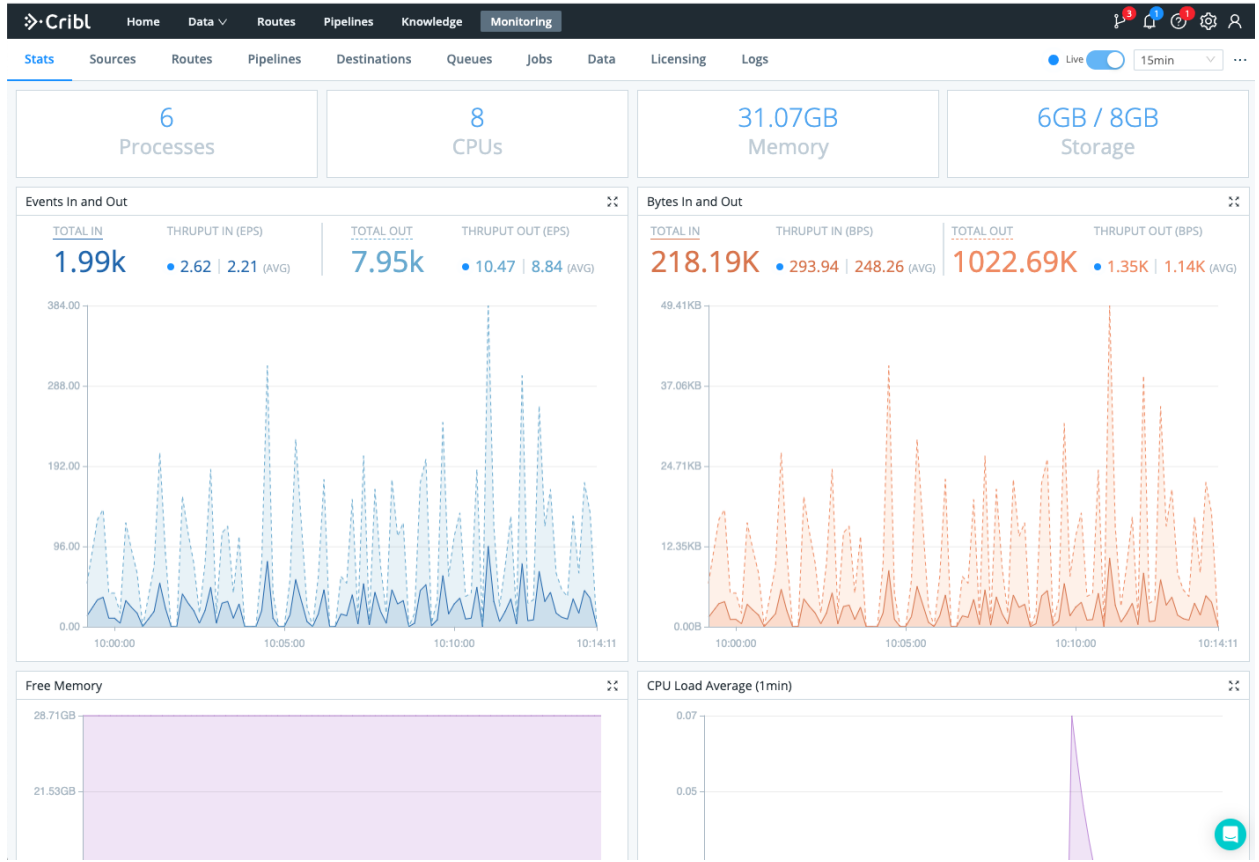 Cribl Home Data Routes Pipelines Knowledge Monitoring 3 1 1
Stats Sources Routes Pipelines Destinations Queues Jobs Data Licensing Logs Live 15min ...
6 8 31.07GB 6GB / 8GB
Processes CPUs Memory Storage
Events In and Out
TOTAL IN THRUPUT IN (EPS) TOTAL OUT THRUPUT OUT (EPS)
1.99k 2.62 | 2.21 (AVG) 7.95k 10.47 | 8.84 (AVG)
384.00
288.00
192.00
96.00
0.00
10:00:00 10:05:00 10:10:00 10:14:11
Bytes In and Out
TOTAL IN THRUPUT IN (BPS) TOTAL OUT THRUPUT OUT (BPS)
218.19K 293.94 | 248.26 (AVG) 1022.69K 1.35K | 1.14K (AVG)
49.41KB
37.06KB
24.71KB
12.35KB
0.00B
10:00:00 10:05:00 10:10:00 10:14:11
Free Memory
28.71GB
21.53GB
CPU Load Average (1min)
0.07
0.05